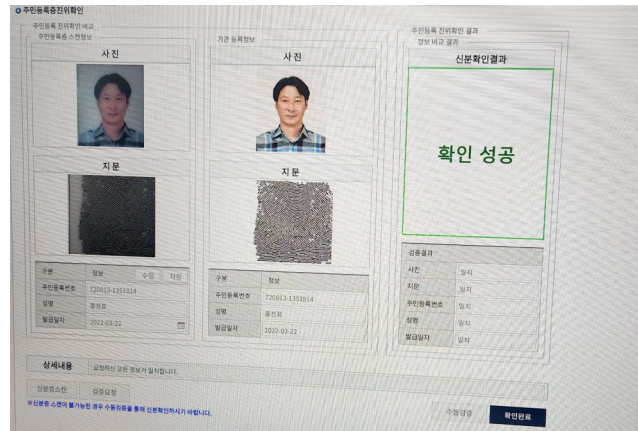 주민등록증진위확인
주민등록 진위확인 비교
주민등록증 스캔정보
사 진
지 문
구분 정보 수정 저장
주민등록번호 720813-1351814
성명 홍정표
발급일자 2022-03-22
기관 등록정보
사 진
지 문
구분 정보
주민등록번호 720813-1351814
성명 홍정표
발급일자 2022-03-22
주민등록 진위확인 결과
정보 비교 결과
신분확인결과
확인 성공
검증결과
사진 일치
지문 일치
주민등록번호 일치
성명 일치
발급일자 일치
상세내용 요청하신 모든 정보가 일치합니다.
신분증스캔 검증요청
※신분증 스캔이 불가능한 경우 수동검증을 통해 신분확인하시기 바랍니다.
수동검증 확인완료